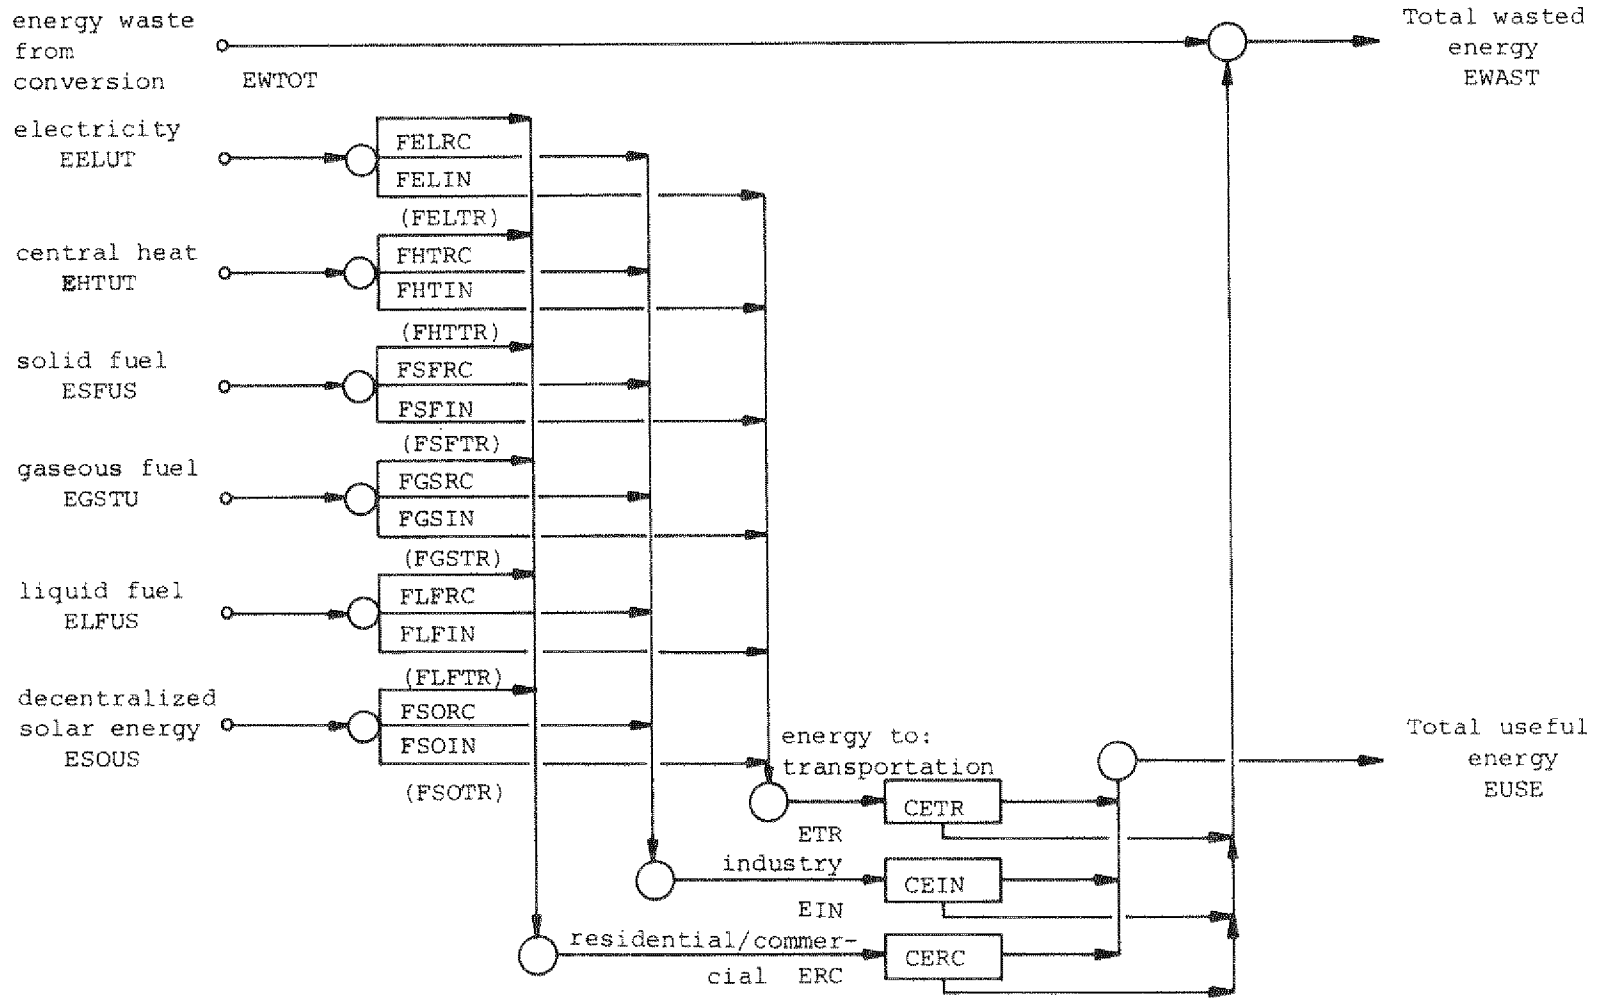 energy waste
from
conversion
EWTOT
Total wasted
energy
EWAST
electricity
EELUT
FELRC
FELIN
(FELTR)
central heat
EHTUT
FHTRC
FHTIN
(FHTTR)
solid fuel
ESFUS
FSFRC
FSFIN
(FSFTR)
gaseous fuel
EGSTU
FGSRC
FGSIN
(FGSTR)
liquid fuel
ELFUS
FLFRC
FLFIN
(FLFTR)
decentralized
solar energy
ESOUS
FSORC
FSOIN
(FSOTR)
energy to:
transportation
CETR
ETR
industry
CEIN
EIN
residential/commer-
cial ERC
CERC
Total useful
energy
EUSE